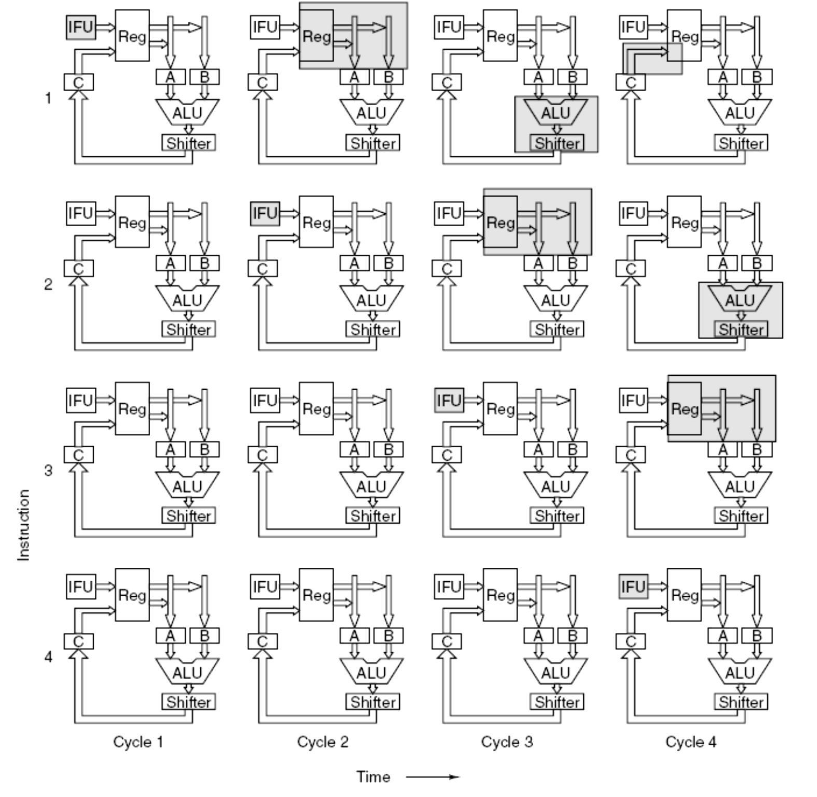 IFU Reg IFU Reg IFU Reg IFU Reg
C A B C A B C A B C A B
1
ALU ALU ALU ALU
Shifter Shifter Shifter Shifter
IFU Reg IFU Reg IFU Reg IFU Reg
C A B C A B C A B C A B
2
ALU ALU ALU ALU
Shifter Shifter Shifter Shifter
IFU Reg IFU Reg IFU Reg IFU Reg
C A B C A B C A B C A B
3
ALU ALU ALU ALU
Shifter Shifter Shifter Shifter
Instruction
IFU Reg IFU Reg IFU Reg IFU Reg
C A B C A B C A B C A B
4
ALU ALU ALU ALU
Shifter Shifter Shifter Shifter
Cycle 1 Cycle 2 Cycle 3 Cycle 4
Time